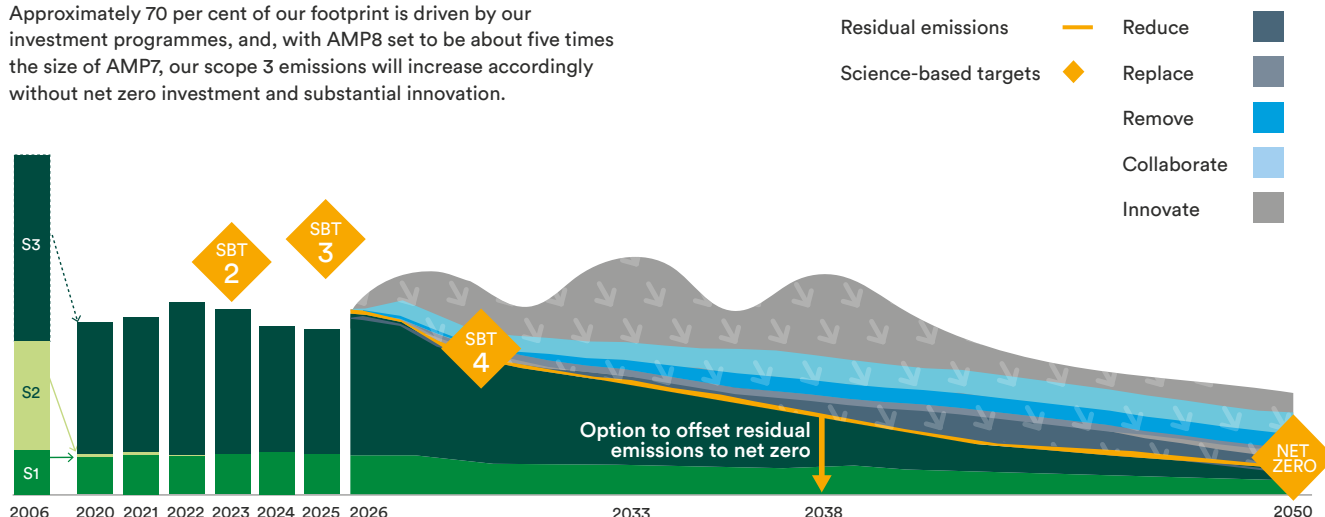 Approximately 70 per cent of our footprint is driven by our
investment programmes, and, with AMP8 set to be about five times
the size of AMP7, our scope 3 emissions will increase accordingly
without net zero investment and substantial innovation.
Residual emissions
Science-based targets
Reduce
Replace
Remove
Collaborate
Innovate
S3
S2
S1
SBT
2
SBT
3
SBT
4
Option to offset residual
emissions to net zero
NET
ZERO
2006 2020 2021 2022 2023 2024 2025 2026 2033 2038 2050